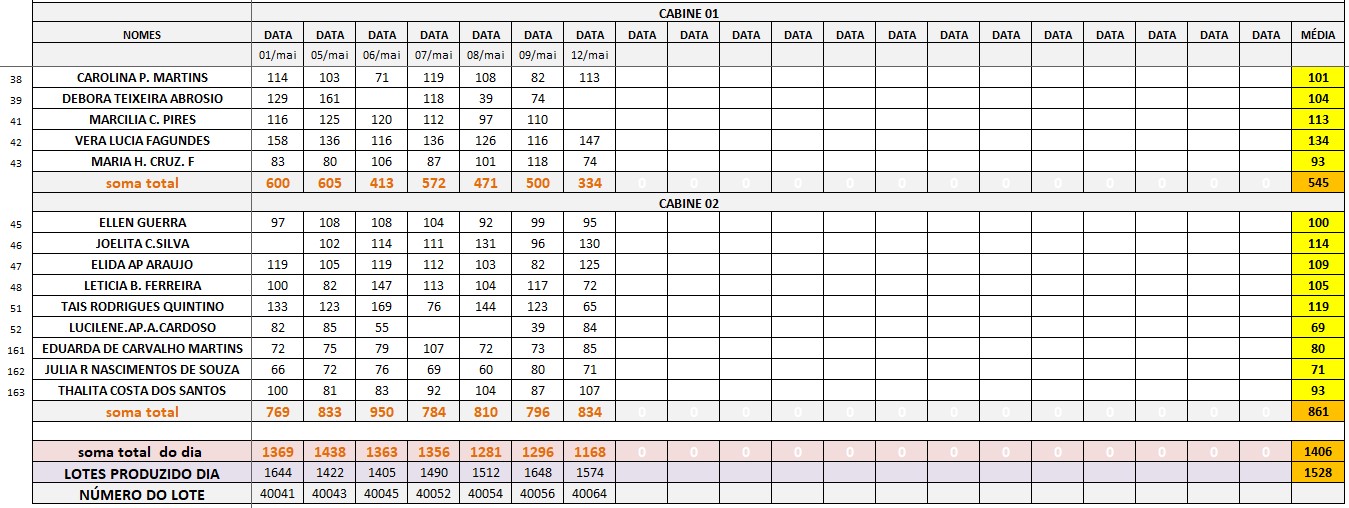 CABINE 01
NOMES DATA DATA DATA DATA DATA DATA DATA DATA DATA DATA DATA DATA DATA DATA DATA DATA DATA DATA DATA DATA MÉDIA
01/mai 05/mai 06/mai 07/mai 08/mai 09/mai 12/mai
38 CAROLINA P. MARTINS 114 103 71 119 108 82 113 101
39 DEBORA TEIXEIRA ABROSIO 129 161 118 39 74 104
41 MARCILIA C. PIRES 116 125 120 112 97 110 113
42 VERA LUCIA FAGUNDES 158 136 116 136 126 116 147 134
43 MARIA H. CRUZ. F 83 80 106 87 101 118 74 93
soma total 600 605 413 572 471 500 334 0 0 0 0 0 0 0 0 0 0 0 0 0 545
CABINE 02
45 ELLEN GUERRA 97 108 108 104 92 99 95 100
46 JOELITA C.SILVA 102 114 111 131 96 130 114
47 ELIDA AP ARAUJO 119 105 119 112 103 82 125 109
48 LETICIA B. FERREIRA 100 82 147 113 104 117 72 105
51 TAIS RODRIGUES QUINTINO 133 123 169 76 144 123 65 119
52 LUCILENE.AP.A.CARDOSO 82 85 55 39 84 69
161 EDUARDA DE CARVALHO MARTINS 72 75 79 107 72 73 85 80
162 JULIA R NASCIMENTOS DE SOUZA 66 72 76 69 60 80 71 71
163 THALITA COSTA DOS SANTOS 100 81 83 92 104 87 107 93
soma total 769 833 950 784 810 796 834 0 0 0 0 0 0 0 0 0 0 0 0 0 861
soma total do dia 1369 1438 1363 1356 1281 1296 1168 0 0 0 0 0 0 0 0 0 0 0 0 0 1406
LOTES PRODUZIDO DIA 1644 1422 1405 1490 1512 1648 1574 1528
NÚMERO DO LOTE 40041 40043 40045 40052 40054 40056 40064